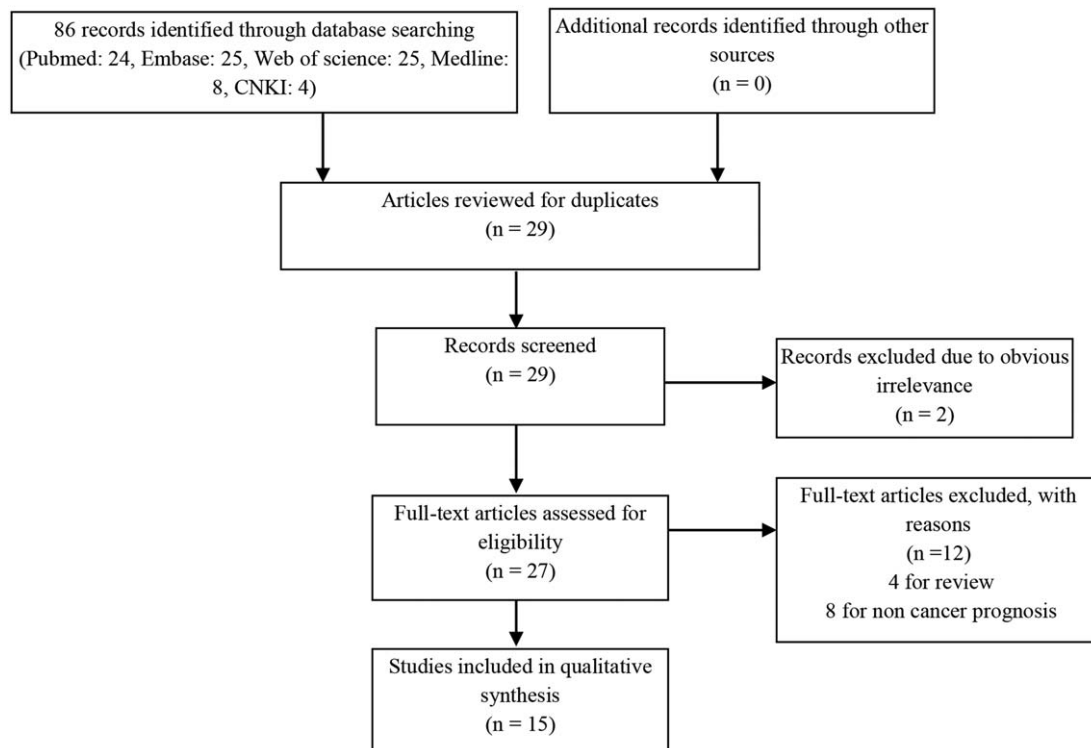 86 records identified through database searching
(Pubmed: 24, Embase: 25, Web of science: 25, Medline:
8, CNKI: 4)
Additional records identified through other
sources
(n = 0)
Articles reviewed for duplicates
(n = 29)
Records screened
(n = 29)
Records excluded due to obvious
irrelevance
(n = 2)
Full-text articles assessed for
eligibility
(n = 27)
Full-text articles excluded, with
reasons
(n =12)
4 for review
8 for non cancer prognosis
Studies included in qualitative
synthesis
(n = 15)